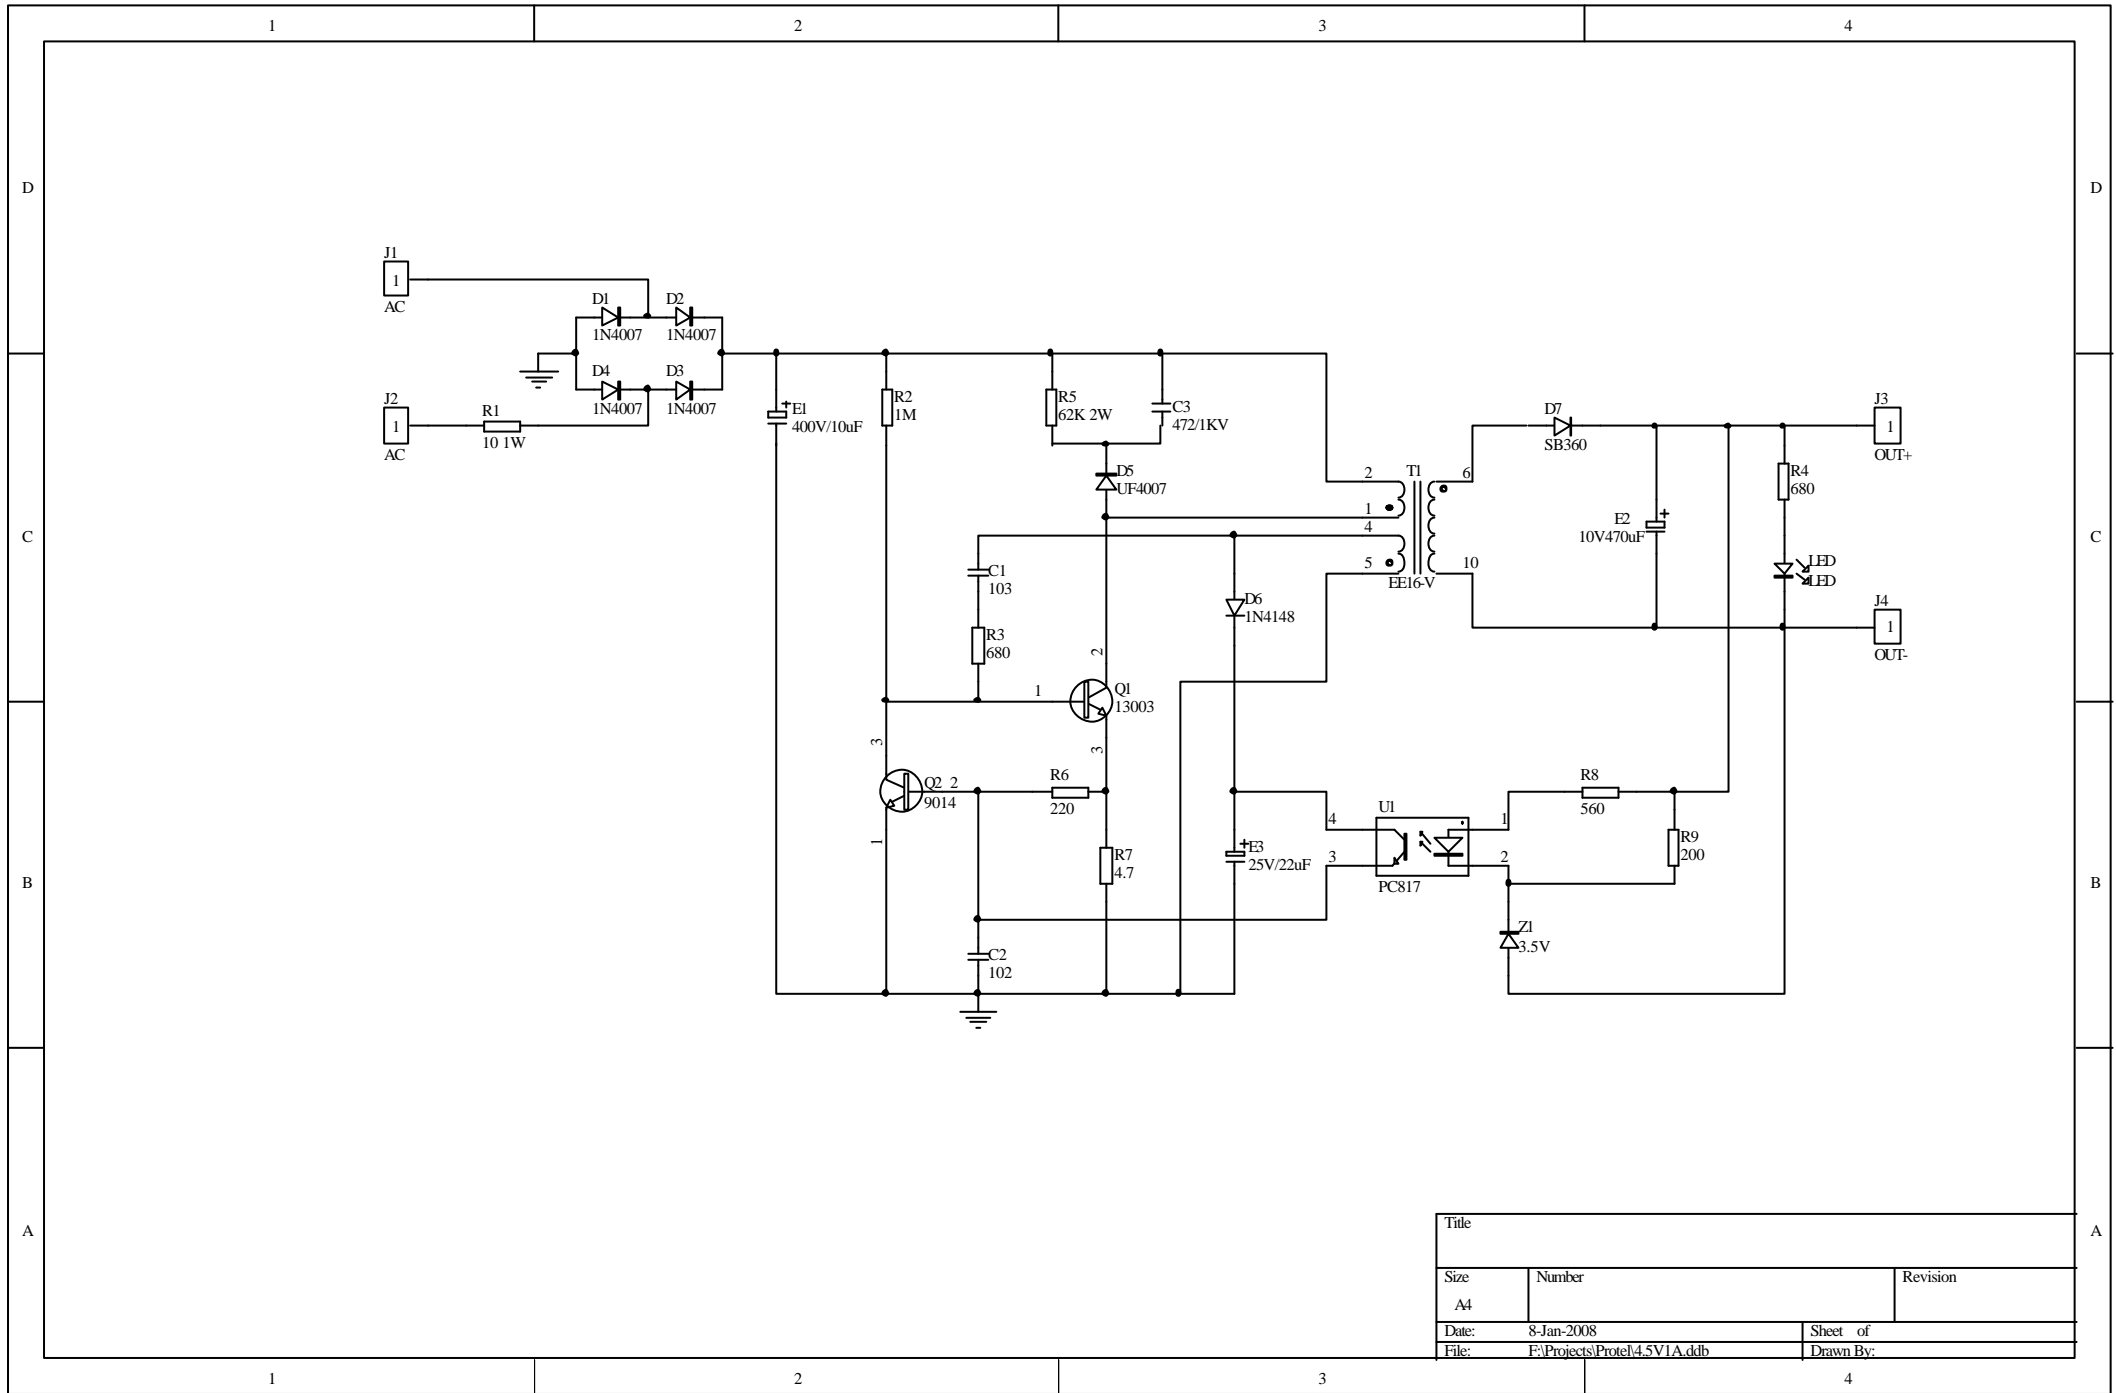 1 2 3 4
D D
J1
1
AC
D1 D2
1N4007 1N4007
D4 D3
1N4007 1N4007
J2
1
AC
R1
10 1W
E1
+
400V/10uF
R2
1M
R5
62K 2W
C3
472/1KV
D5
UF4007
2 T1 6
1
4
5 10
EE16-V
D7
SB360
J3
1
OUT+
R4
680
E2
+
10V470uF
LED
LED
J4
1
OUT-
C C
C1
103
R3
680
D6
1N4148
2
1
Q1
13003
3
3
Q2 2
9014
1
R6
220
R7
4.7
+
E3
25V/22uF
U1
4 1
3 2
PC817
R8
560
R9
200
Z1
3.5V
B B
C2
102
A A
Title
Size Number Revision
A4
Date: 8-Jan-2008 Sheet of
File: F:\Projects\Protel\4.5V1A.ddb Drawn By:
1 2 3 4